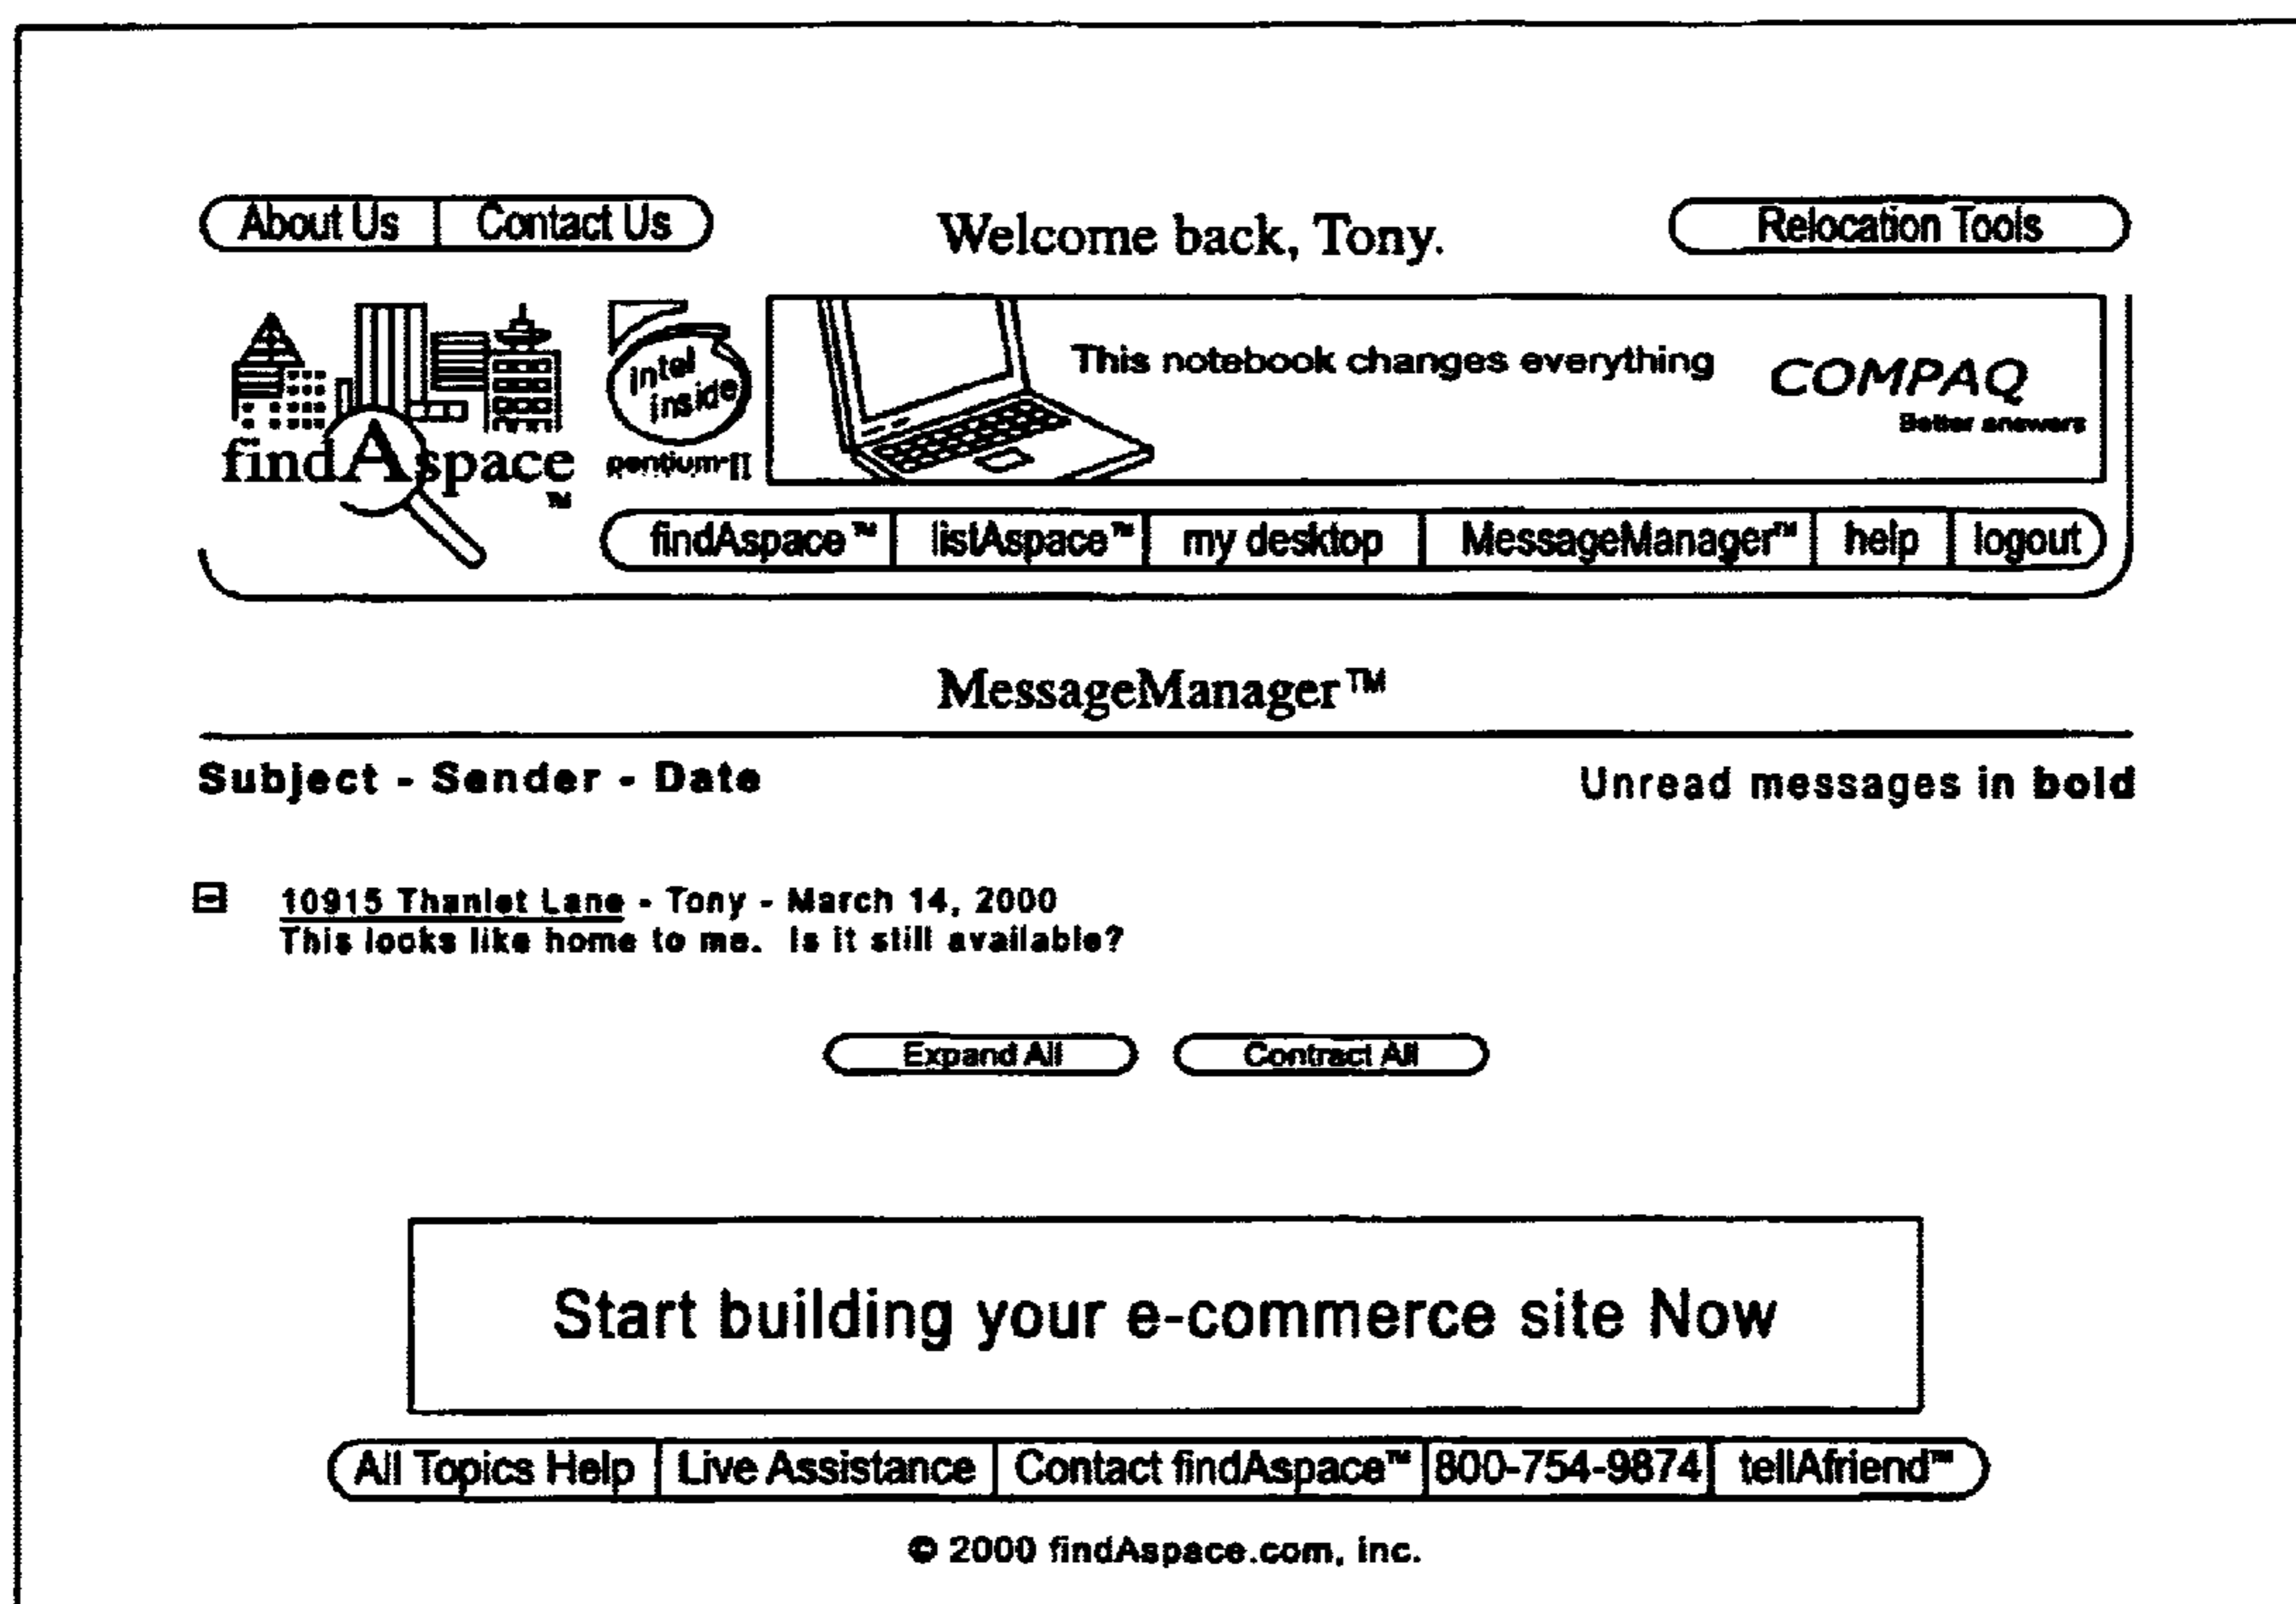 About Us Contact Us Welcome back, Tony. Relocation Tools
intel
inside
pentium II
This notebook changes everything COMPAQ
Better answers
findAspace
TM
findAspace™ listAspace™ my desktop MessageManager™ help logout
MessageManager™
Subject - Sender - Date Unread messages in bold
10915 Thanlet Lane - Tony - March 14, 2000
This looks like home to me. Is it still available?
Expand All Contract All
Start building your e-commerce site Now
All Topics Help Live Assistance Contact findAspace™ 800-754-9874 tellAfriend™
© 2000 findAspace.com, inc.